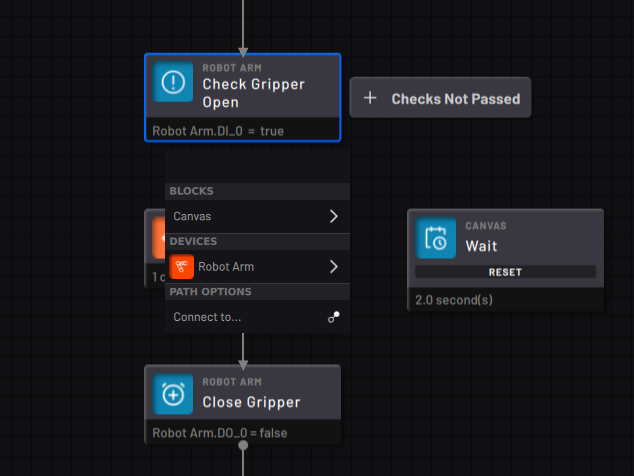 ROBOT ARM
Check Gripper
Open
Robot Arm.DI_0 = true
+ Checks Not Passed
BLOCKS
Canvas
DEVICES
Robot Arm
PATH OPTIONS
Connect to...
CANVAS
Wait
RESET
2.0 second(s)
ROBOT ARM
Close Gripper
Robot Arm.DO_0 = false